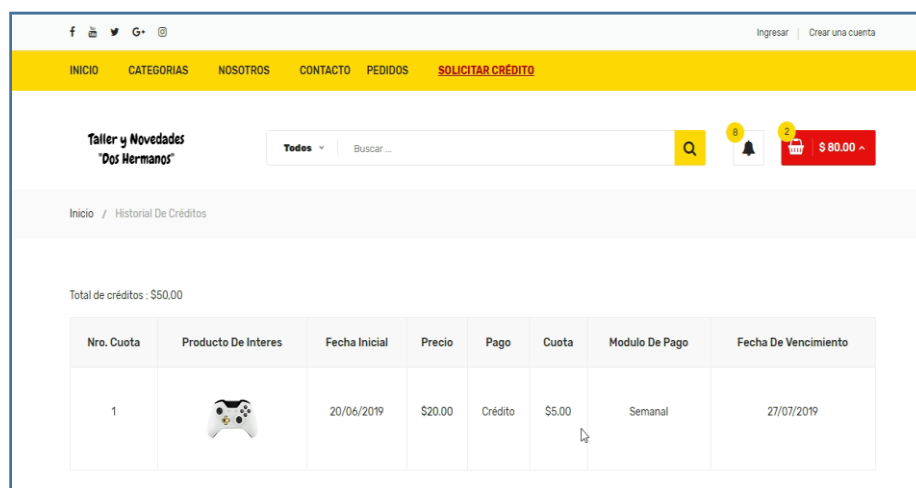 Ingresar | Crear una cuenta
INICIO CATEGORIAS NOSOTROS CONTACTO PEDIDOS SOLICITAR CRÉDITO
Taller y Novedades
"Dos Hermanos"
Todos Buscar ...
8
2
$ 80.00
Inicio / Historial De Créditos
Total de créditos : $50,00
Nro. Cuota Producto De Interes Fecha Inicial Precio Pago Cuota Modulo De Pago Fecha De Vencimiento
1 20/06/2019 $20.00 Crédito $5.00 Semanal 27/07/2019